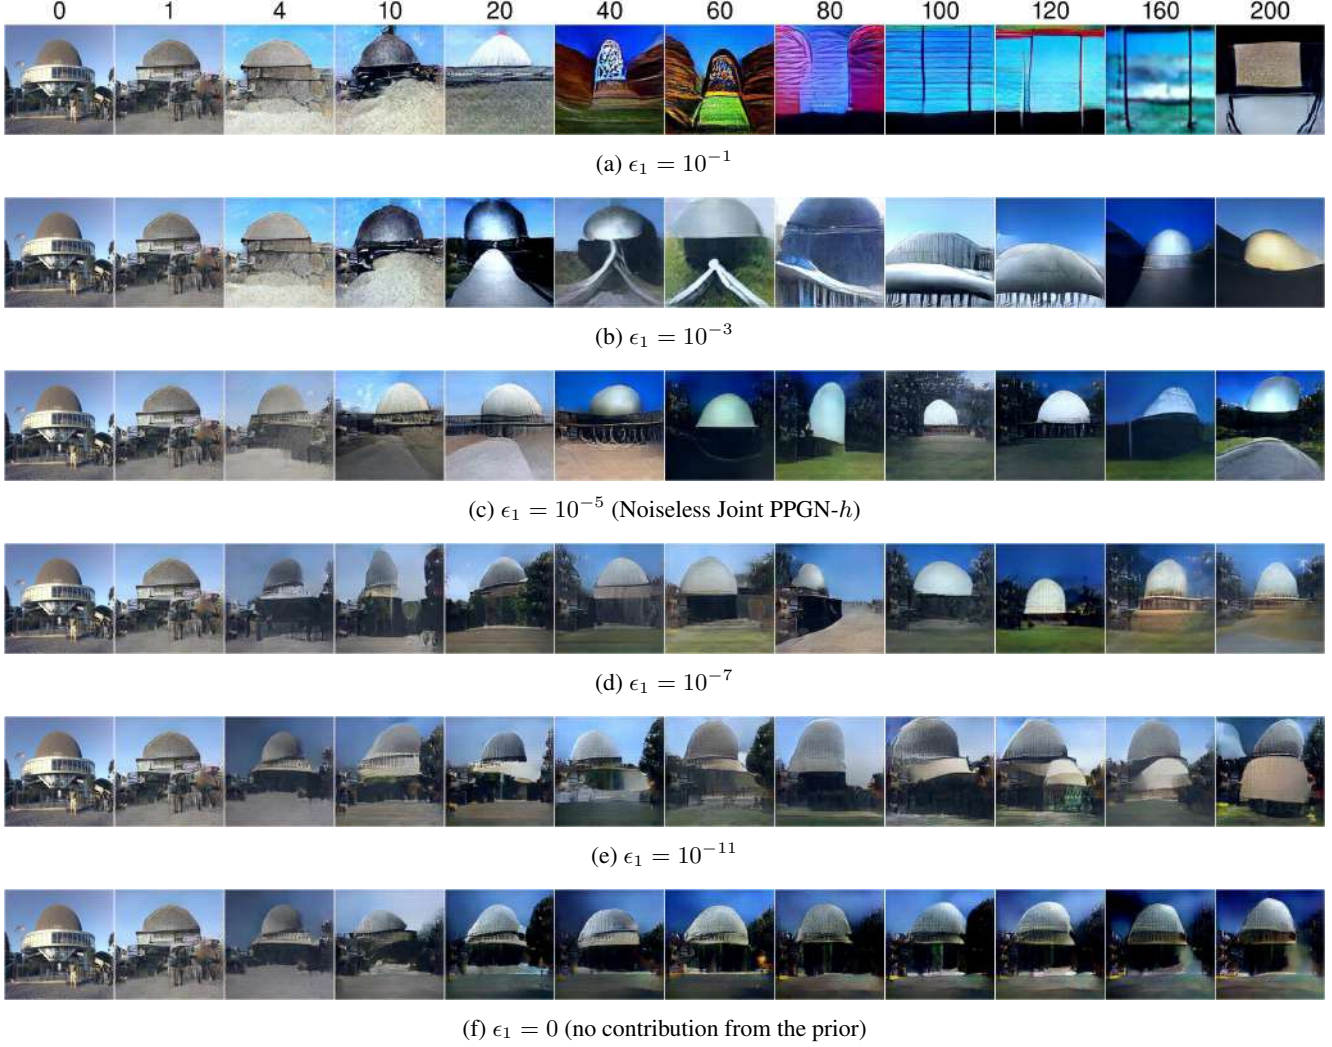 0 1 4 10 20 40 60 80 100 120 160 200
(a) ϵ₁ = 10⁻¹
(b) ϵ₁ = 10⁻³
(c) ϵ₁ = 10⁻⁵ (Noiseless Joint PPGN-h)
(d) ϵ₁ = 10⁻⁷
(e) ϵ₁ = 10⁻¹¹
(f) ϵ₁ = 0 (no contribution from the prior)